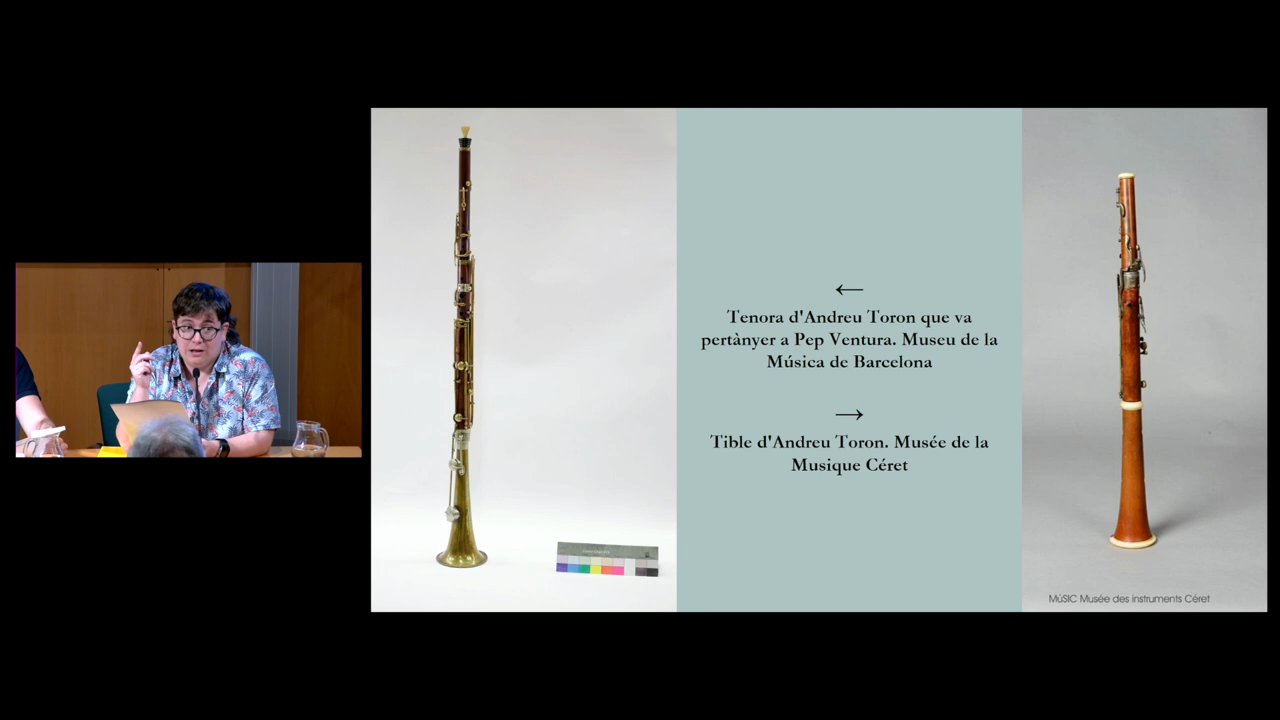 ←
Tenora d'Andreu Toron que va
pertànyer a Pep Ventura. Museu de la
Música de Barcelona
→
Tible d'Andreu Toron. Musée de la
Musique Céret
MúSIC Musée des instruments Céret